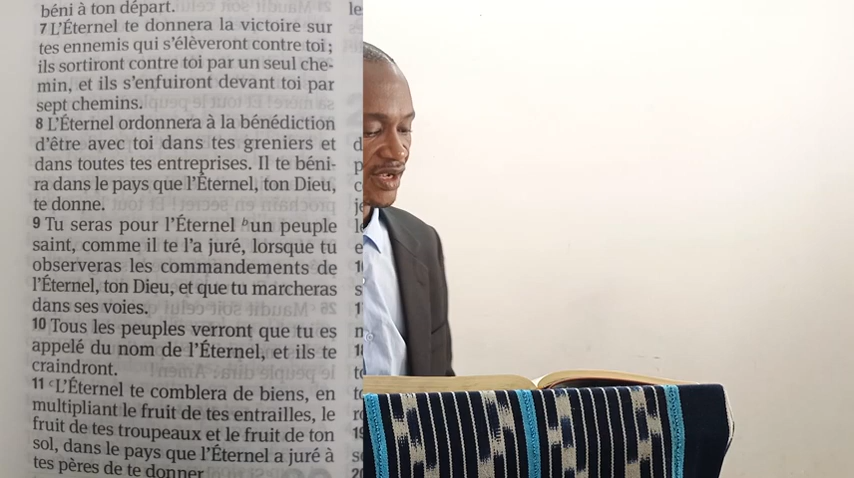 béni à ton départ.
7 L'Éternel te donnera la victoire sur
tes ennemis qui s'élèveront contre toi;
ils sortiront contre toi par un seul che-
min, et ils s'enfuiront devant toi par
sept chemins.
8 L'Éternel ordonnera à la bénédiction
d'être avec toi dans tes greniers et
dans toutes tes entreprises. Il te béni-
ra dans le pays que l'Éternel, ton Dieu,
te donne.
9 Tu seras pour l'Éternel b un peuple
saint, comme il te l'a juré, lorsque tu
observeras les commandements de
l'Éternel, ton Dieu, et que tu marcheras
dans ses voies.
10 Tous les peuples verront que tu es
appelé du nom de l'Éternel, et ils te
craindront.
11 c L'Éternel te comblera de biens, en
multipliant le fruit de tes entrailles, le
fruit de tes troupeaux et le fruit de ton
sol, dans le pays que l'Éternel a juré à
tes pères de te donner